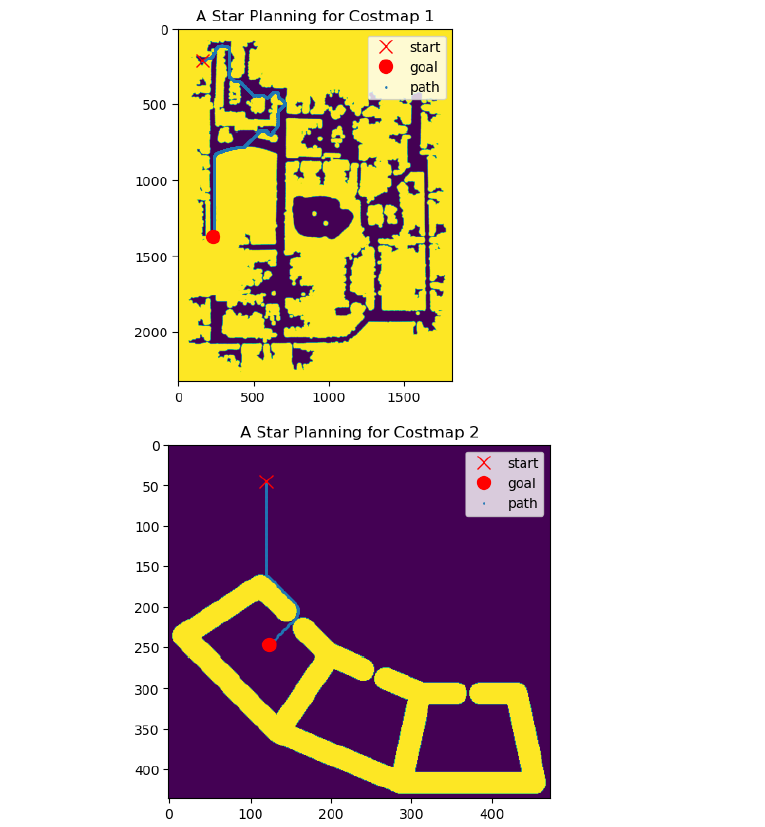 A Star Planning for Costmap 1
0
500
1000
1500
2000
start
goal
path
0 500 1000 1500
A Star Planning for Costmap 2
0
50
100
150
200
250
300
350
400
start
goal
path
0 100 200 300 400